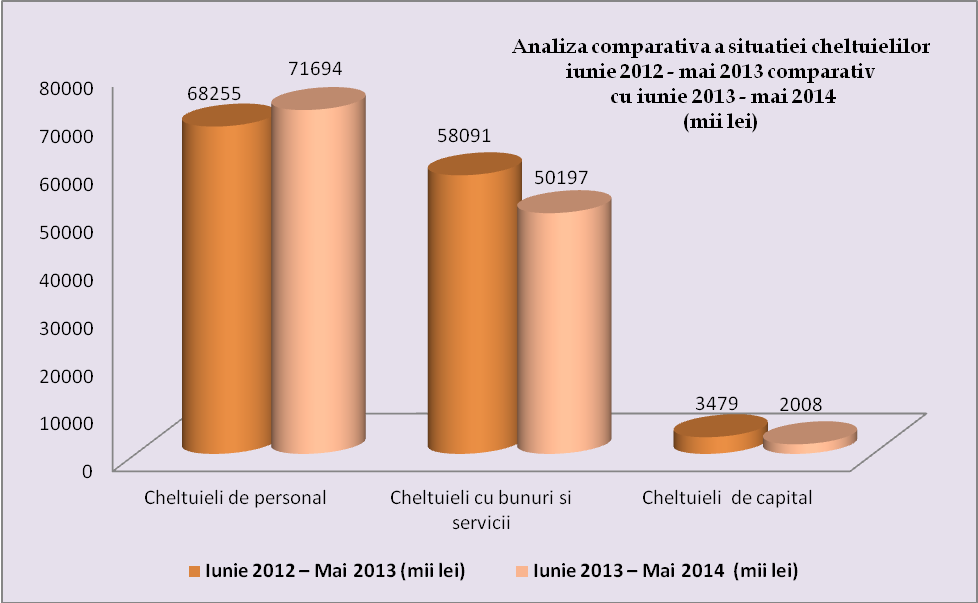 Analiza comparativa a situatiei cheltuielilor
iunie 2012 - mai 2013 comparativ
cu iunie 2013 - mai 2014
(mii lei)
80000
70000
60000
50000
40000
30000
20000
10000
0
68255
71694
58091
50197
3479
2008
Cheltuieli de personal
Cheltuieli cu bunuri si
servicii
Cheltuieli de capital
Iunie 2012 – Mai 2013 (mii lei)
Iunie 2013 – Mai 2014 (mii lei)